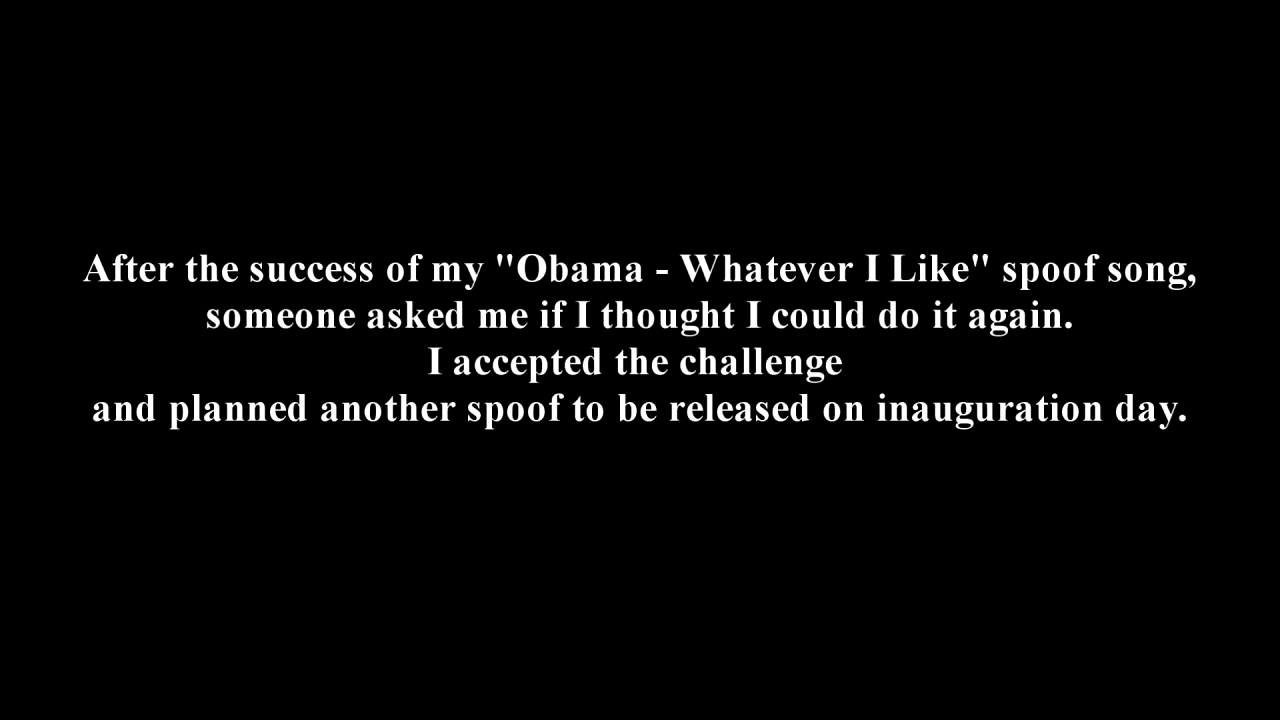 After the success of my "Obama - Whatever I Like" spoof song,
someone asked me if I thought I could do it again.
I accepted the challenge
and planned another spoof to be released on inauguration day.